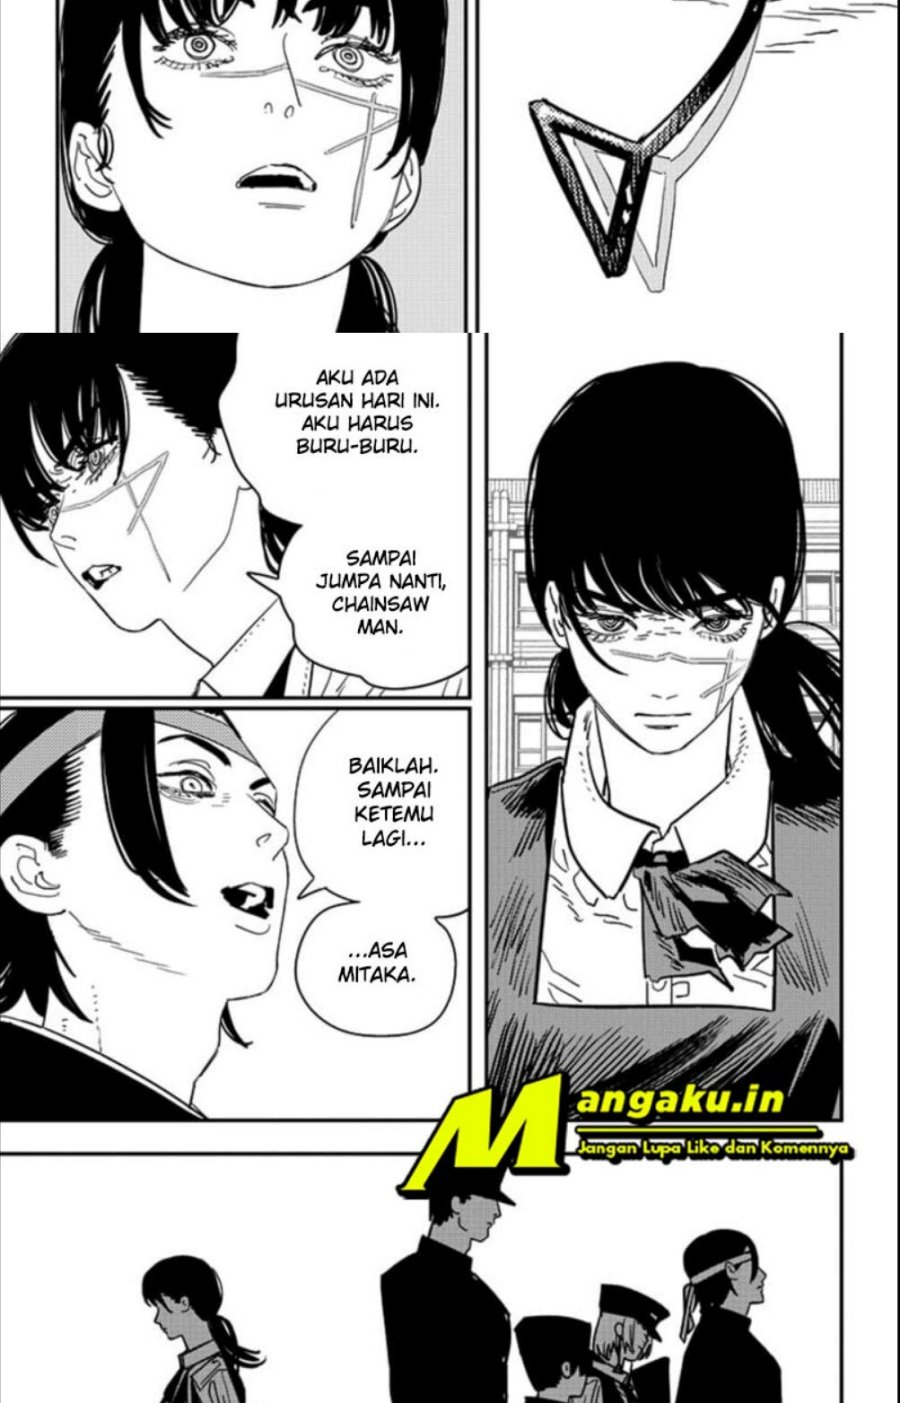 AKU ADA
URUSAN HARI INI.
AKU HARUS
BURU-BURU.
SAMPAI
JUMPA NANTI,
CHAINSAW
MAN.
BAIKLAH.
SAMPAI
KETEMU
LAGI...
...ASA
MITAKA.
Mangaku.in
Jangan Lupa Like dan Komennya